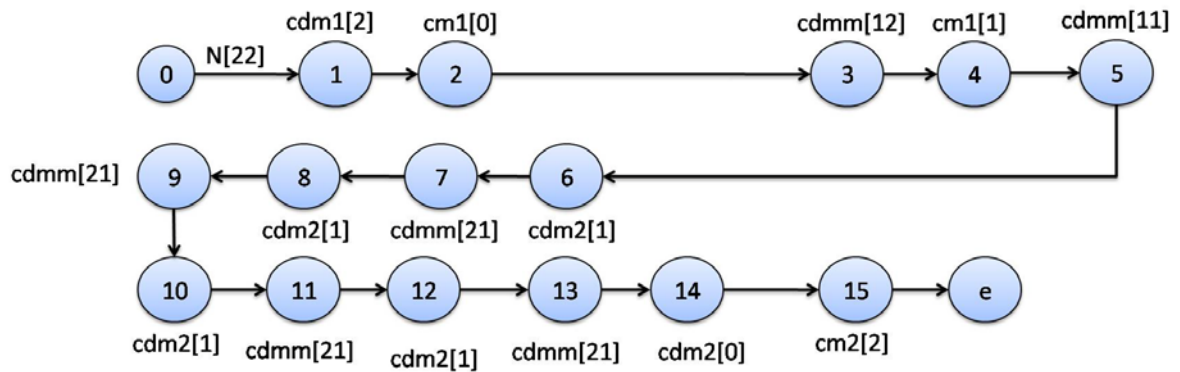 cdm1[2] cm1[0] cdmm[12] cm1[1] cdmm[11]
0 N[22] 1 2 3 4 5
cdmm[21] 9 8 7 6
cdm2[1] cdmm[21] cdm2[1]
10 11 12 13 14 15 e
cdm2[1] cdmm[21] cdm2[1] cdmm[21] cdm2[0] cm2[2]